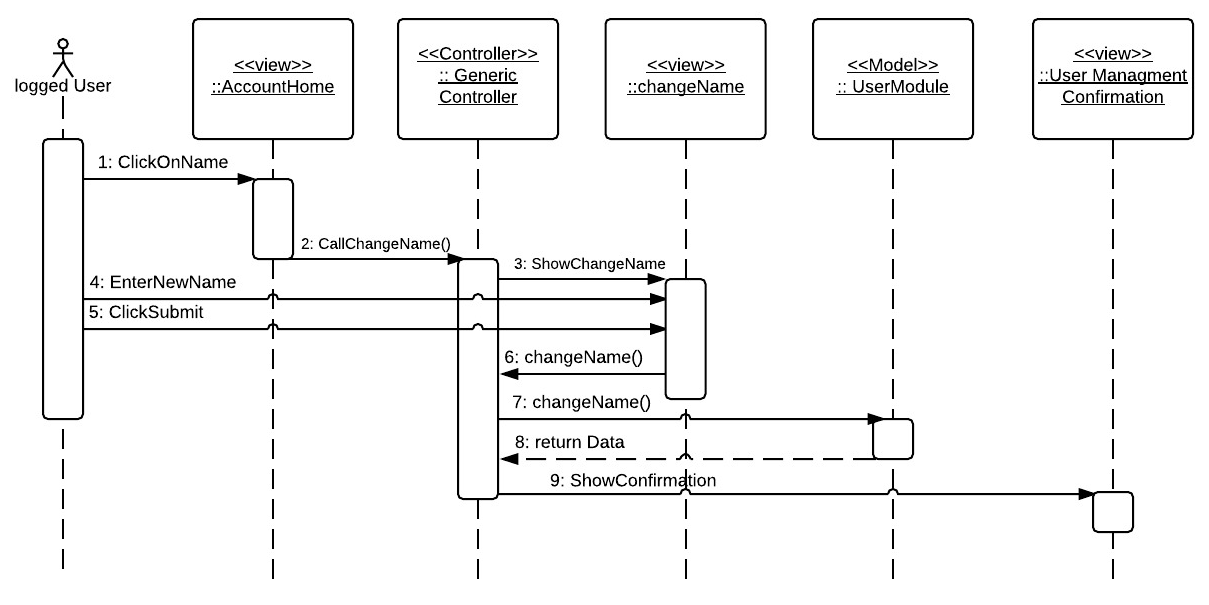 logged User
<<view>>
::AccountHome
<<Controller>>
:: Generic
Controller
<<view>>
::changeName
<<Model>>
:: UserModule
<<view>>
::User Managment
Confirmation
1: ClickOnName
2: CallChangeName()
3: ShowChangeName
4: EnterNewName
5: ClickSubmit
6: changeName()
7: changeName()
8: return Data
9: ShowConfirmation